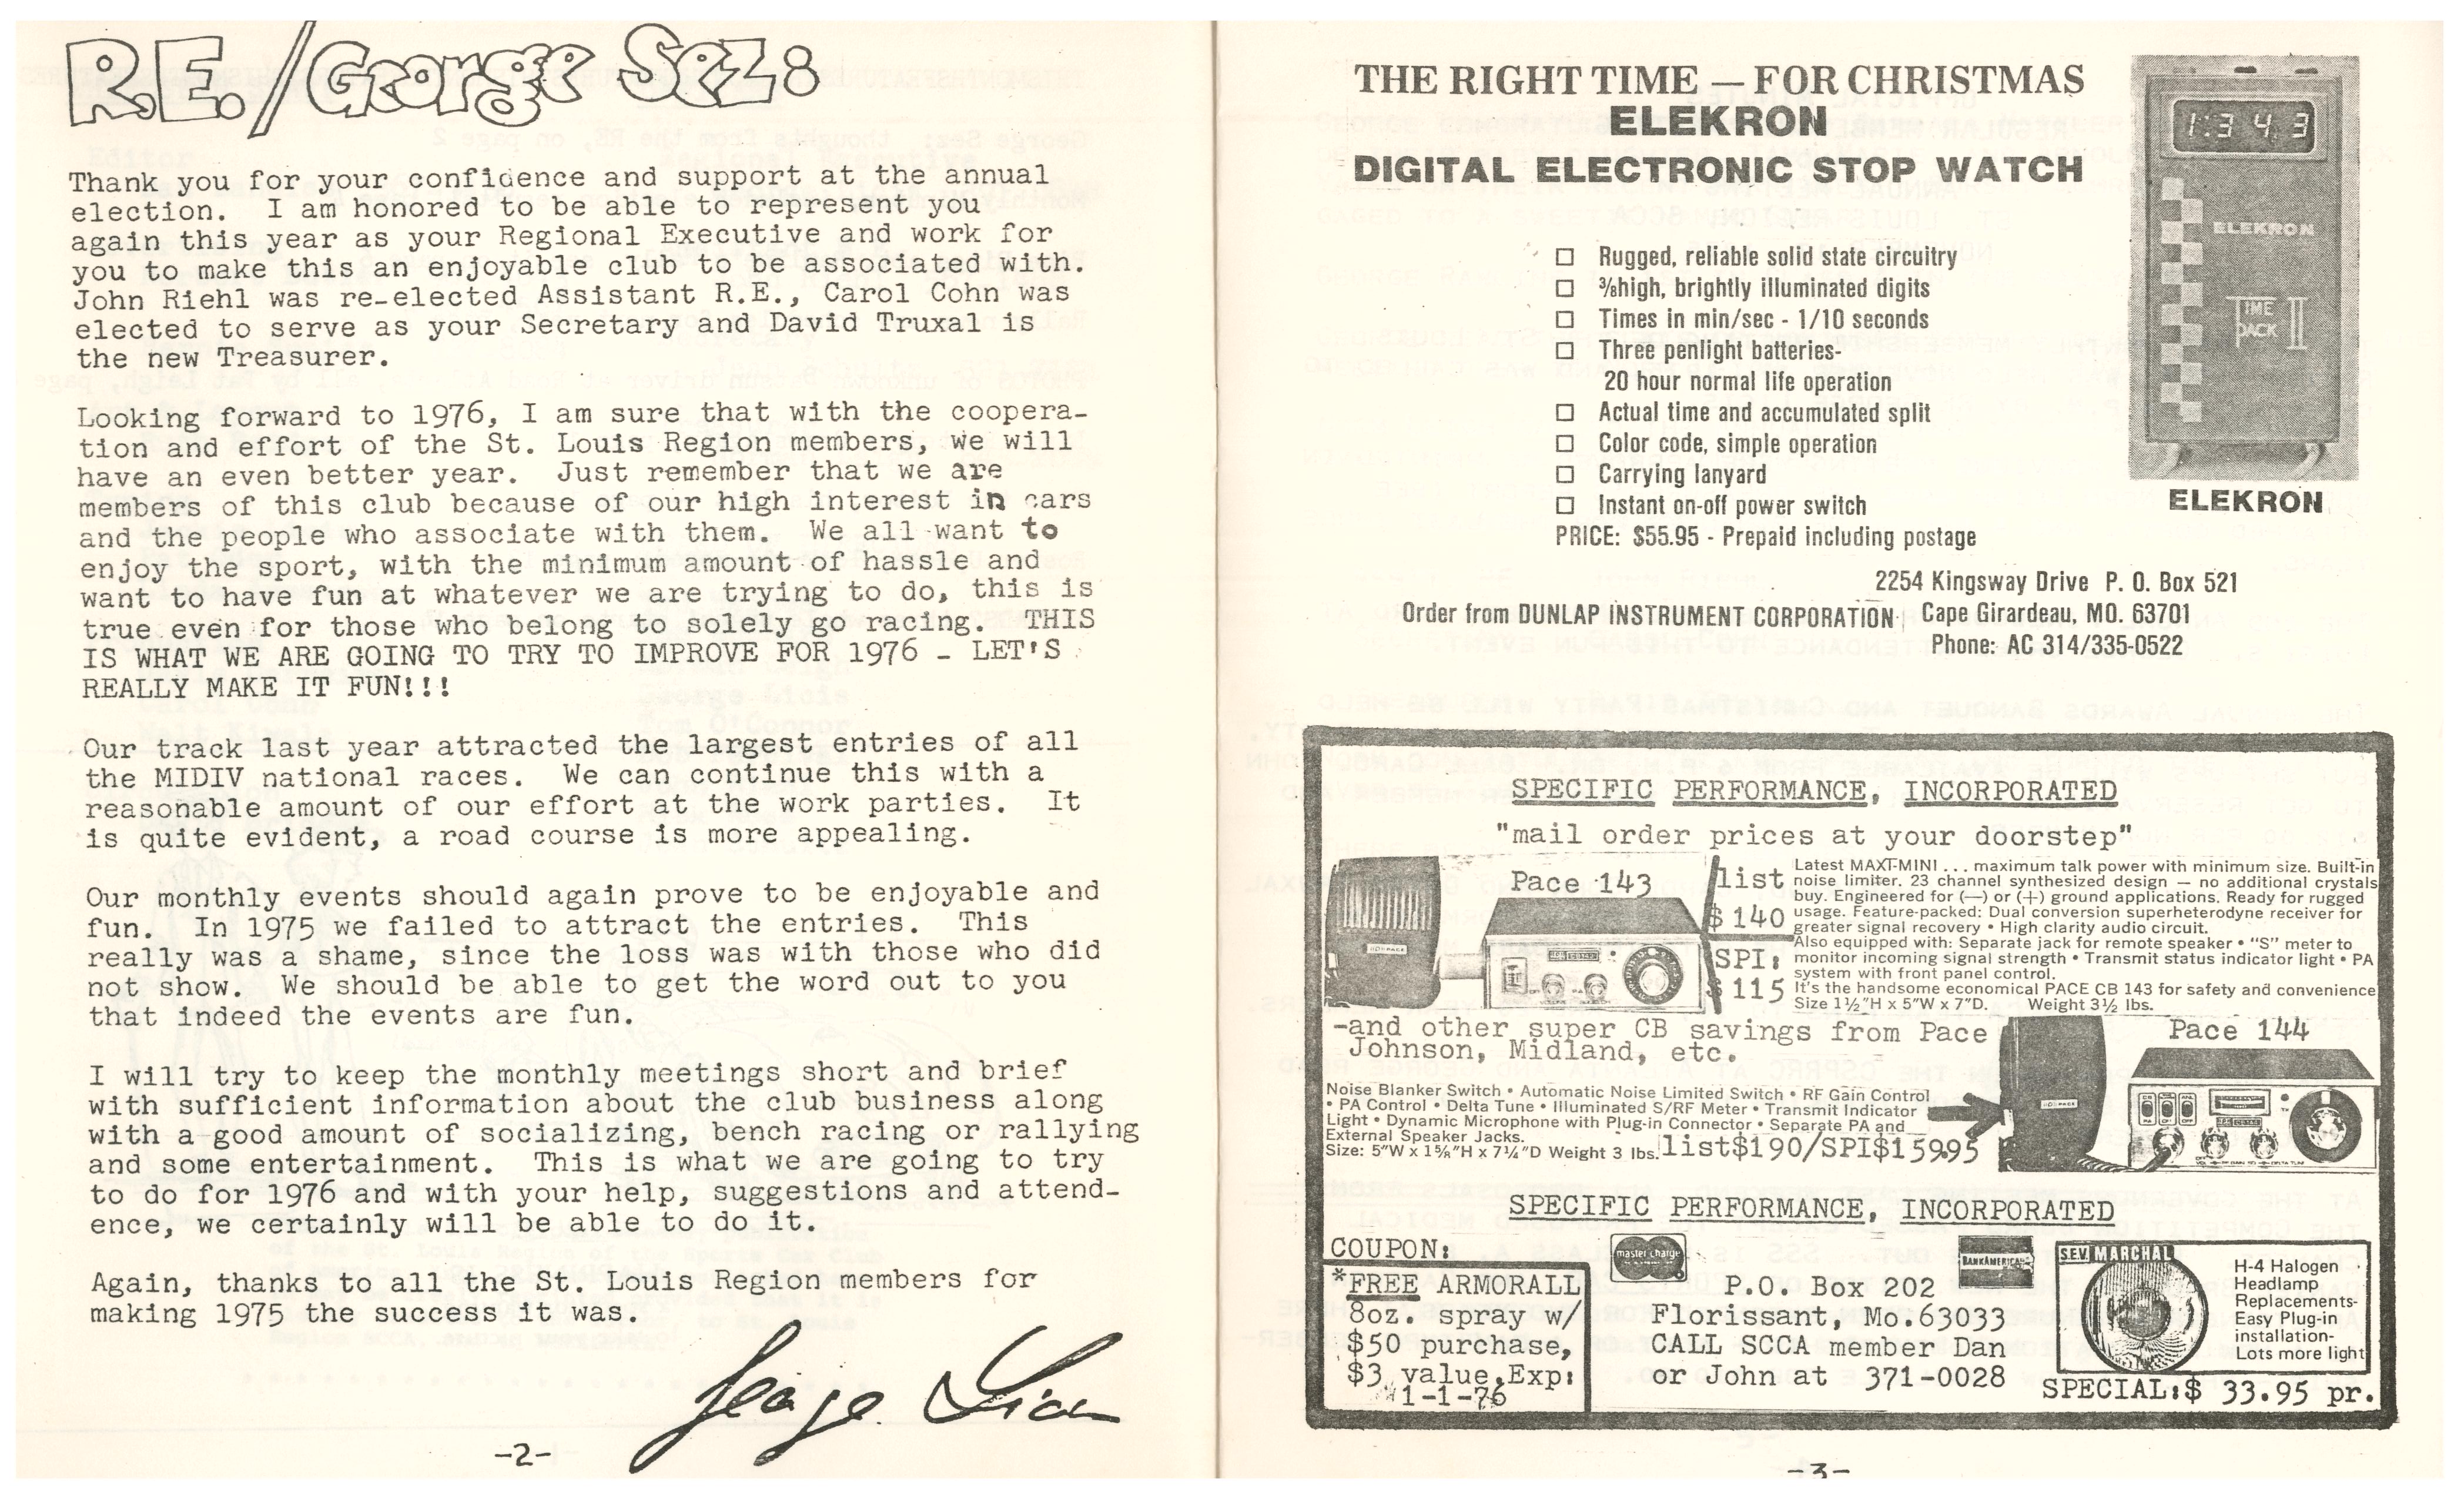 R.E./George Sez:
Thank you for your confidence and support at the annual
election.  I am honored to be able to represent you
again this year as your Regional Executive and work for
you to make this an enjoyable club to be associated with.
John Riehl was re-elected Assistant R.E., Carol Cohn was
elected to serve as your Secretary and David Truxal is
the new Treasurer.
Looking forward to 1976, I am sure that with the coopera-
tion and effort of the St. Louis Region members, we will
have an even better year.  Just remember that we are
members of this club because of our high interest in cars
and the people who associate with them.  We all want to
enjoy the sport, with the minimum amount of hassle and
want to have fun at whatever we are trying to do, this is
true even for those who belong to solely go racing.  THIS
IS WHAT WE ARE GOING TO TRY TO IMPROVE FOR 1976 - LET'S
REALLY MAKE IT FUN!!!
Our track last year attracted the largest entries of all
the MIDIV national races.  We can continue this with a
reasonable amount of our effort at the work parties.  It
is quite evident, a road course is more appealing.
Our monthly events should again prove to be enjoyable and
fun.  In 1975 we failed to attract the entries.  This
really was a shame, since the loss was with those who did
not show.  We should be able to get the word out to you
that indeed the events are fun.
I will try to keep the monthly meetings short and brief
with sufficient information about the club business along
with a good amount of socializing, bench racing or rallying
and some entertainment.  This is what we are going to try
to do for 1976 and with your help, suggestions and attend-
ence, we certainly will be able to do it.
Again, thanks to all the St. Louis Region members for
making 1975 the success it was.
George
-2-
THE RIGHT TIME — FOR CHRISTMAS
ELEKRON
DIGITAL ELECTRONIC STOP WATCH
☐ Rugged, reliable solid state circuitry
☐ ⅜high, brightly illuminated digits
☐ Times in min/sec - 1/10 seconds
☐ Three penlight batteries-
20 hour normal life operation
☐ Actual time and accumulated split
☐ Color code, simple operation
☐ Carrying lanyard
☐ Instant on-off power switch
PRICE: $55.95 - Prepaid including postage
1:34.3
ELEKRON
TIME
PACK II
ELEKRON
2254 Kingsway Drive P. O. Box 521
Order from DUNLAP INSTRUMENT CORPORATION Cape Girardeau, MO. 63701
Phone: AC 314/335-0522
SPECIFIC PERFORMANCE, INCORPORATED
"mail order prices at your doorstep"
Pace 143
list
$140
SPI:
$115
Latest MAXI-MINI . . . maximum talk power with minimum size. Built-in
noise limiter. 23 channel synthesized design — no additional crystals
buy. Engineered for (—) or (+) ground applications. Ready for rugged
usage. Feature-packed: Dual conversion superheterodyne receiver for
greater signal recovery • High clarity audio circuit.
Also equipped with: Separate jack for remote speaker • "S" meter to
monitor incoming signal strength • Transmit status indicator light • PA
system with front panel control.
It's the handsome economical PACE CB 143 for safety and convenience
Size 1½"H x 5"W x 7"D. Weight 3½ lbs.
-and other super CB savings from Pace
Johnson, Midland, etc.
Pace 144
Noise Blanker Switch • Automatic Noise Limited Switch • RF Gain Control
• PA Control • Delta Tune • Illuminated S/RF Meter • Transmit Indicator
Light • Dynamic Microphone with Plug-in Connector • Separate PA and
External Speaker Jacks.
Size: 5"W x 1⅝"H x 7¼"D Weight 3 lbs.
list$190/SPI$159.95
SPECIFIC PERFORMANCE, INCORPORATED
COUPON:
*FREE ARMORALL
8oz. spray w/
$50 purchase,
$3 value,Exp:
1-1-76
master charge
BANKAMERICARD
P.O. Box 202
Florissant, Mo.63033
CALL SCCA member Dan
or John at 371-0028
S.E.V. MARCHAL
H-4 Halogen
Headlamp
Replacements-
Easy Plug-in
installation-
Lots more light
SPECIAL:$ 33.95 pr.
-3-